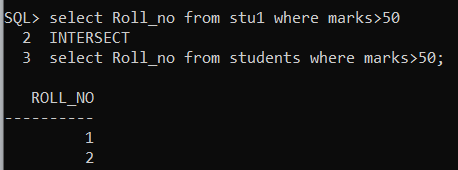 SQL> select Roll_no from stu1 where marks>50
2 INTERSECT
3 select Roll_no from students where marks>50;
ROLL_NO
----------
1
2